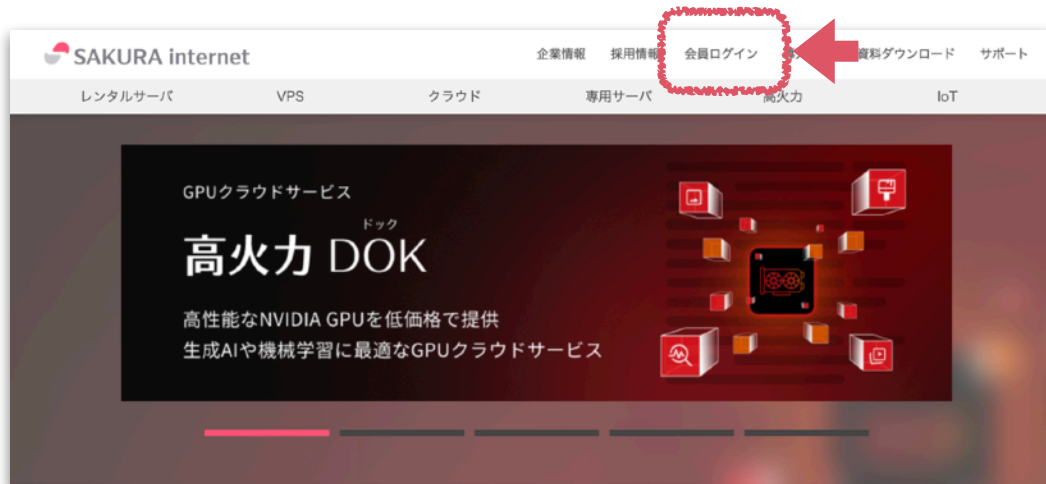 SAKURA internet
企業情報 採用情報 会員ログイン 資料ダウンロード サポート
レンタルサーバ VPS クラウド 専用サーバ 高火力 IoT
GPUクラウドサービス
ドック
高火力 DOK
高性能なNVIDIA GPUを低価格で提供
生成AIや機械学習に最適なGPUクラウドサービス